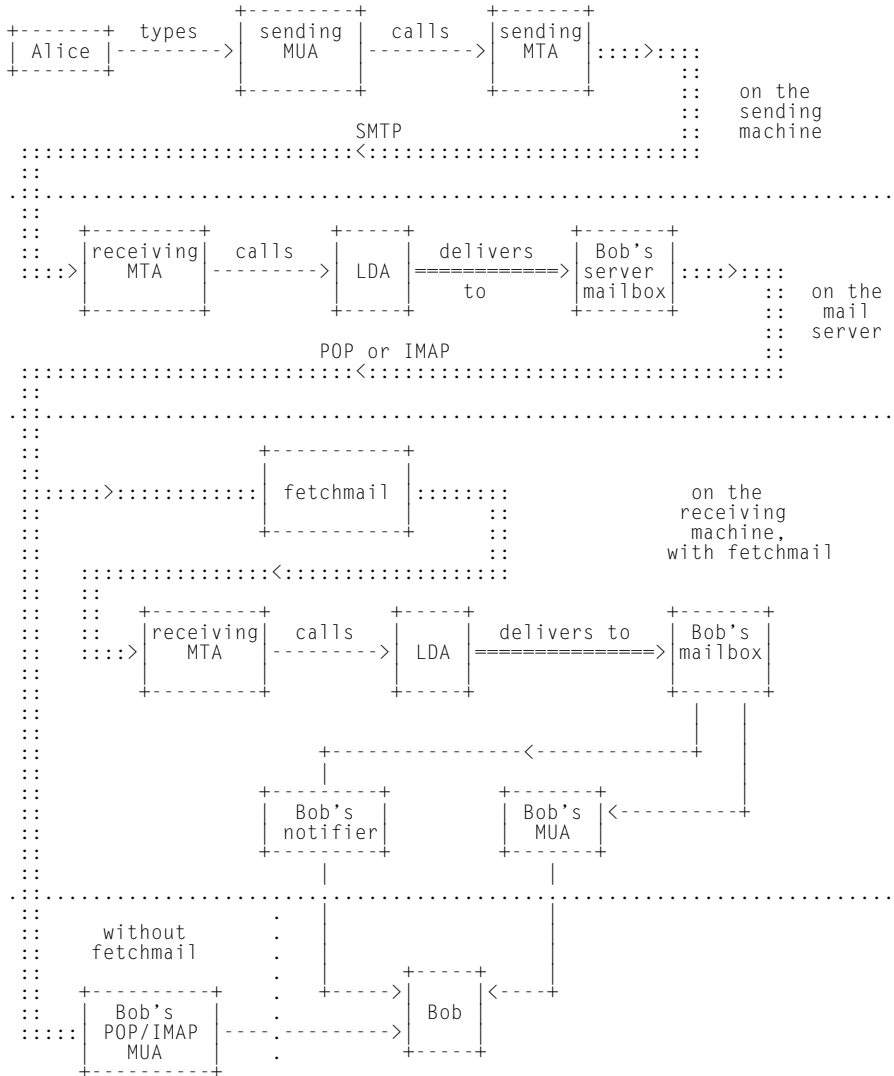 types
sending
calls
sending
Alice
MUA
MTA
on the
sending
SMTP
machine
receiving
calls
LDA
delivers
Bob's
MTA
to
server
mailbox
on the
mail
server
POP or IMAP
fetchmail
on the
receiving
machine,
with fetchmail
receiving
calls
LDA
delivers to
Bob's
MTA
mailbox
Bob's
notifier
Bob's
MUA
without
fetchmail
Bob's
POP/IMAP
MUA
Bob